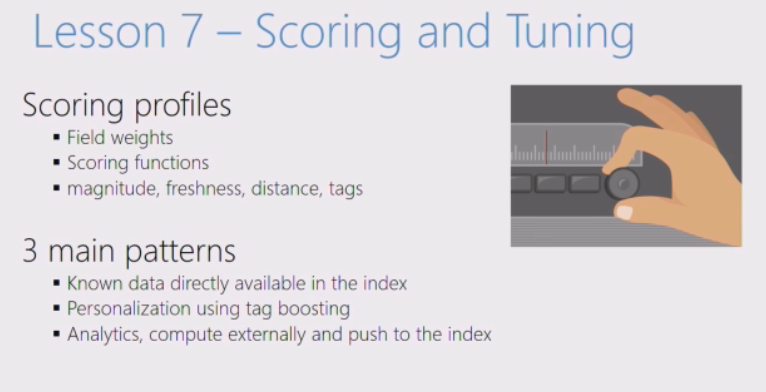 Lesson 7 – Scoring and Tuning
Scoring profiles
▪ Field weights
▪ Scoring functions
▪ magnitude, freshness, distance, tags
3 main patterns
▪ Known data directly available in the index
▪ Personalization using tag boosting
▪ Analytics, compute externally and push to the index